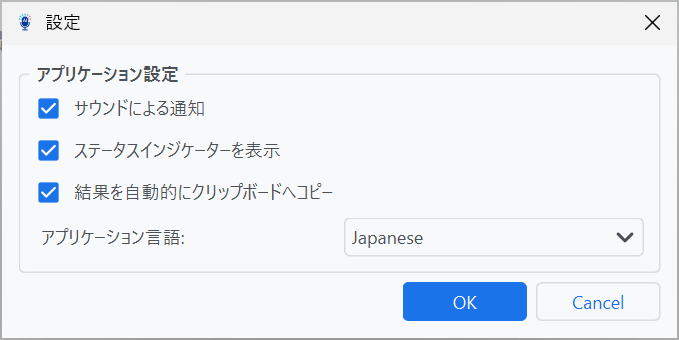 設定
アプリケーション設定
サウンドによる通知
ステータスインジケーターを表示
結果を自動的にクリップボードへコピー
アプリケーション言語: Japanese
OK Cancel